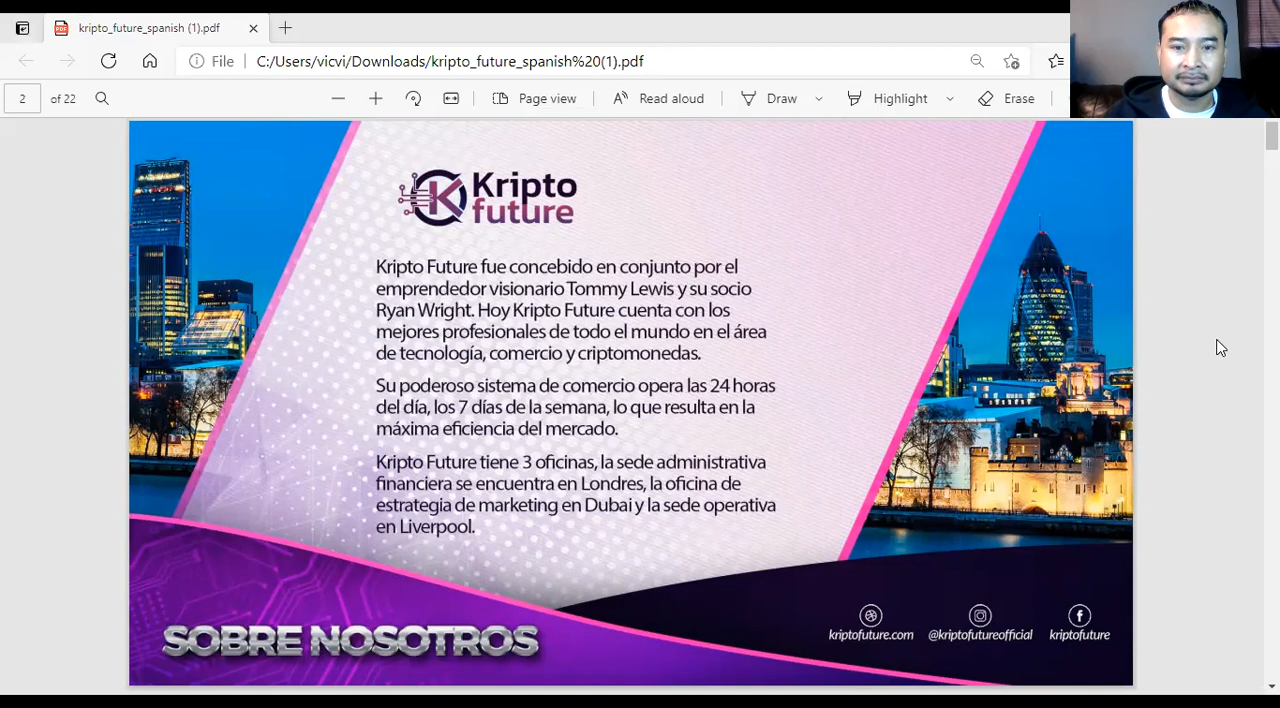 kripto_future_spanish (1).pdf
File
C:/Users/vicvi/Downloads/kripto_future_spanish%20(1).pdf
2 of 22
Page view
Read aloud
Draw
Highlight
Erase
Kripto
future
Kripto Future fue concebido en conjunto por el
emprendedor visionario Tommy Lewis y su socio
Ryan Wright. Hoy Kripto Future cuenta con los
mejores profesionales de todo el mundo en el área
de tecnología, comercio y criptomonedas.
Su poderoso sistema de comercio opera las 24 horas
del día, los 7 días de la semana, lo que resulta en la
máxima eficiencia del mercado.
Kripto Future tiene 3 oficinas, la sede administrativa
financiera se encuentra en Londres, la oficina de
estrategia de marketing en Dubai y la sede operativa
en Liverpool.
SOBRE NOSOTROS
kriptofuture.com
@kriptofutureofficial
kriptofuture